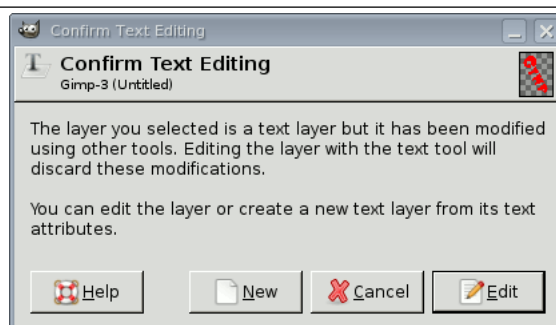 Confirm Text Editing
Confirm Text Editing
Gimp-3 (Untitled)
The layer you selected is a text layer but it has been modified
using other tools. Editing the layer with the text tool will
discard these modifications.
You can edit the layer or create a new text layer from its text
attributes.
Help New Cancel Edit